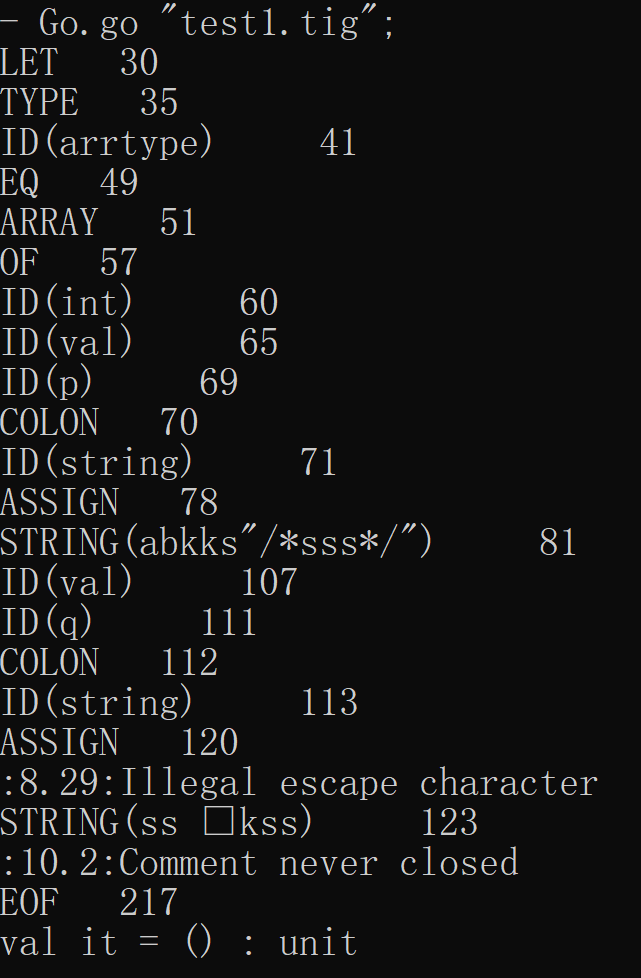 - Go.go "test1.tig";
LET   30
TYPE   35
ID(arrtype)     41
EQ   49
ARRAY   51
OF   57
ID(int)     60
ID(val)     65
ID(p)     69
COLON   70
ID(string)     71
ASSIGN   78
STRING(abkks"/*sss*/")     81
ID(val)     107
ID(q)     111
COLON   112
ID(string)     113
ASSIGN   120
:8.29:Illegal escape character
STRING(ss □kss)     123
:10.2:Comment never closed
EOF   217
val it = () : unit